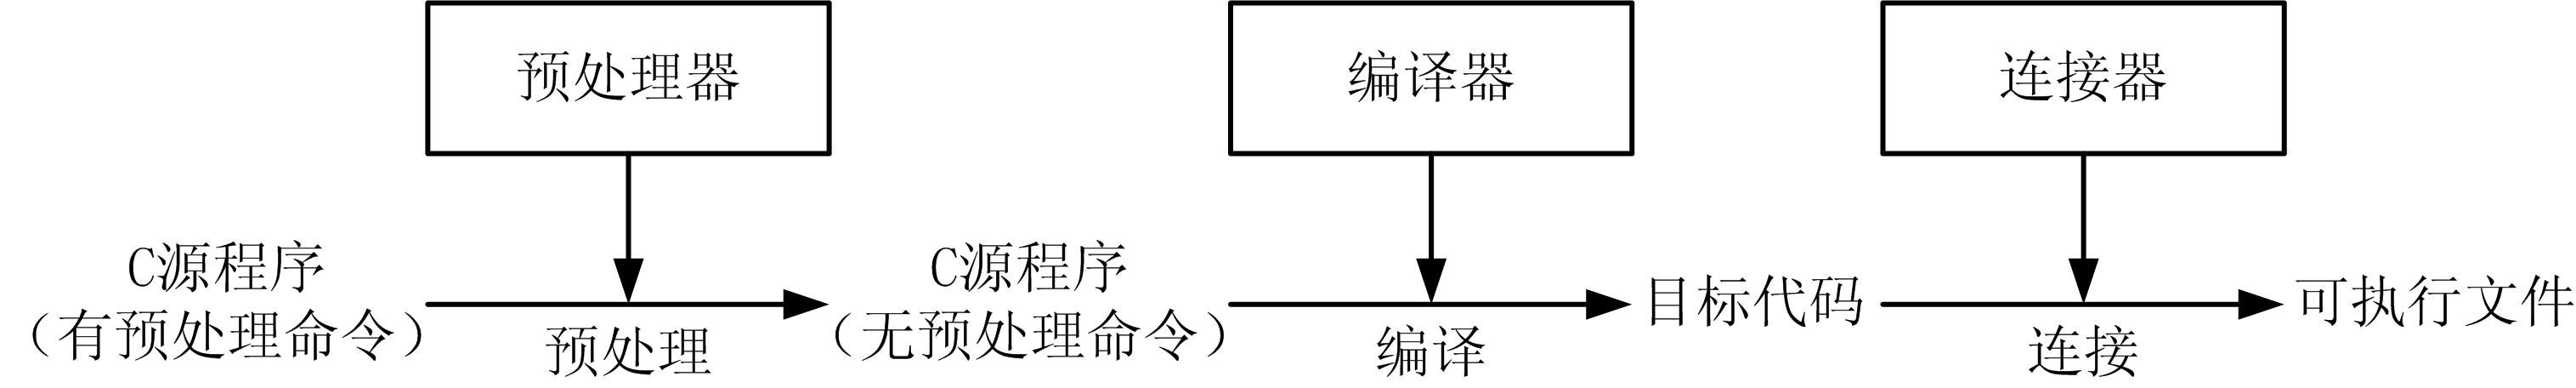 预处理器
编译器
连接器
C源程序
（有预处理命令）
预处理
C源程序
（无预处理命令）
编译
目标代码
连接
可执行文件